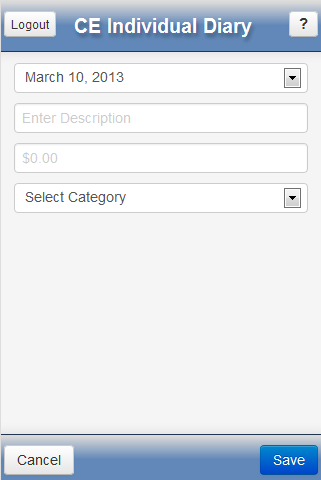 Logout CE Individual Diary ?
March 10, 2013
Enter Description
$0.00
Select Category
Cancel Save